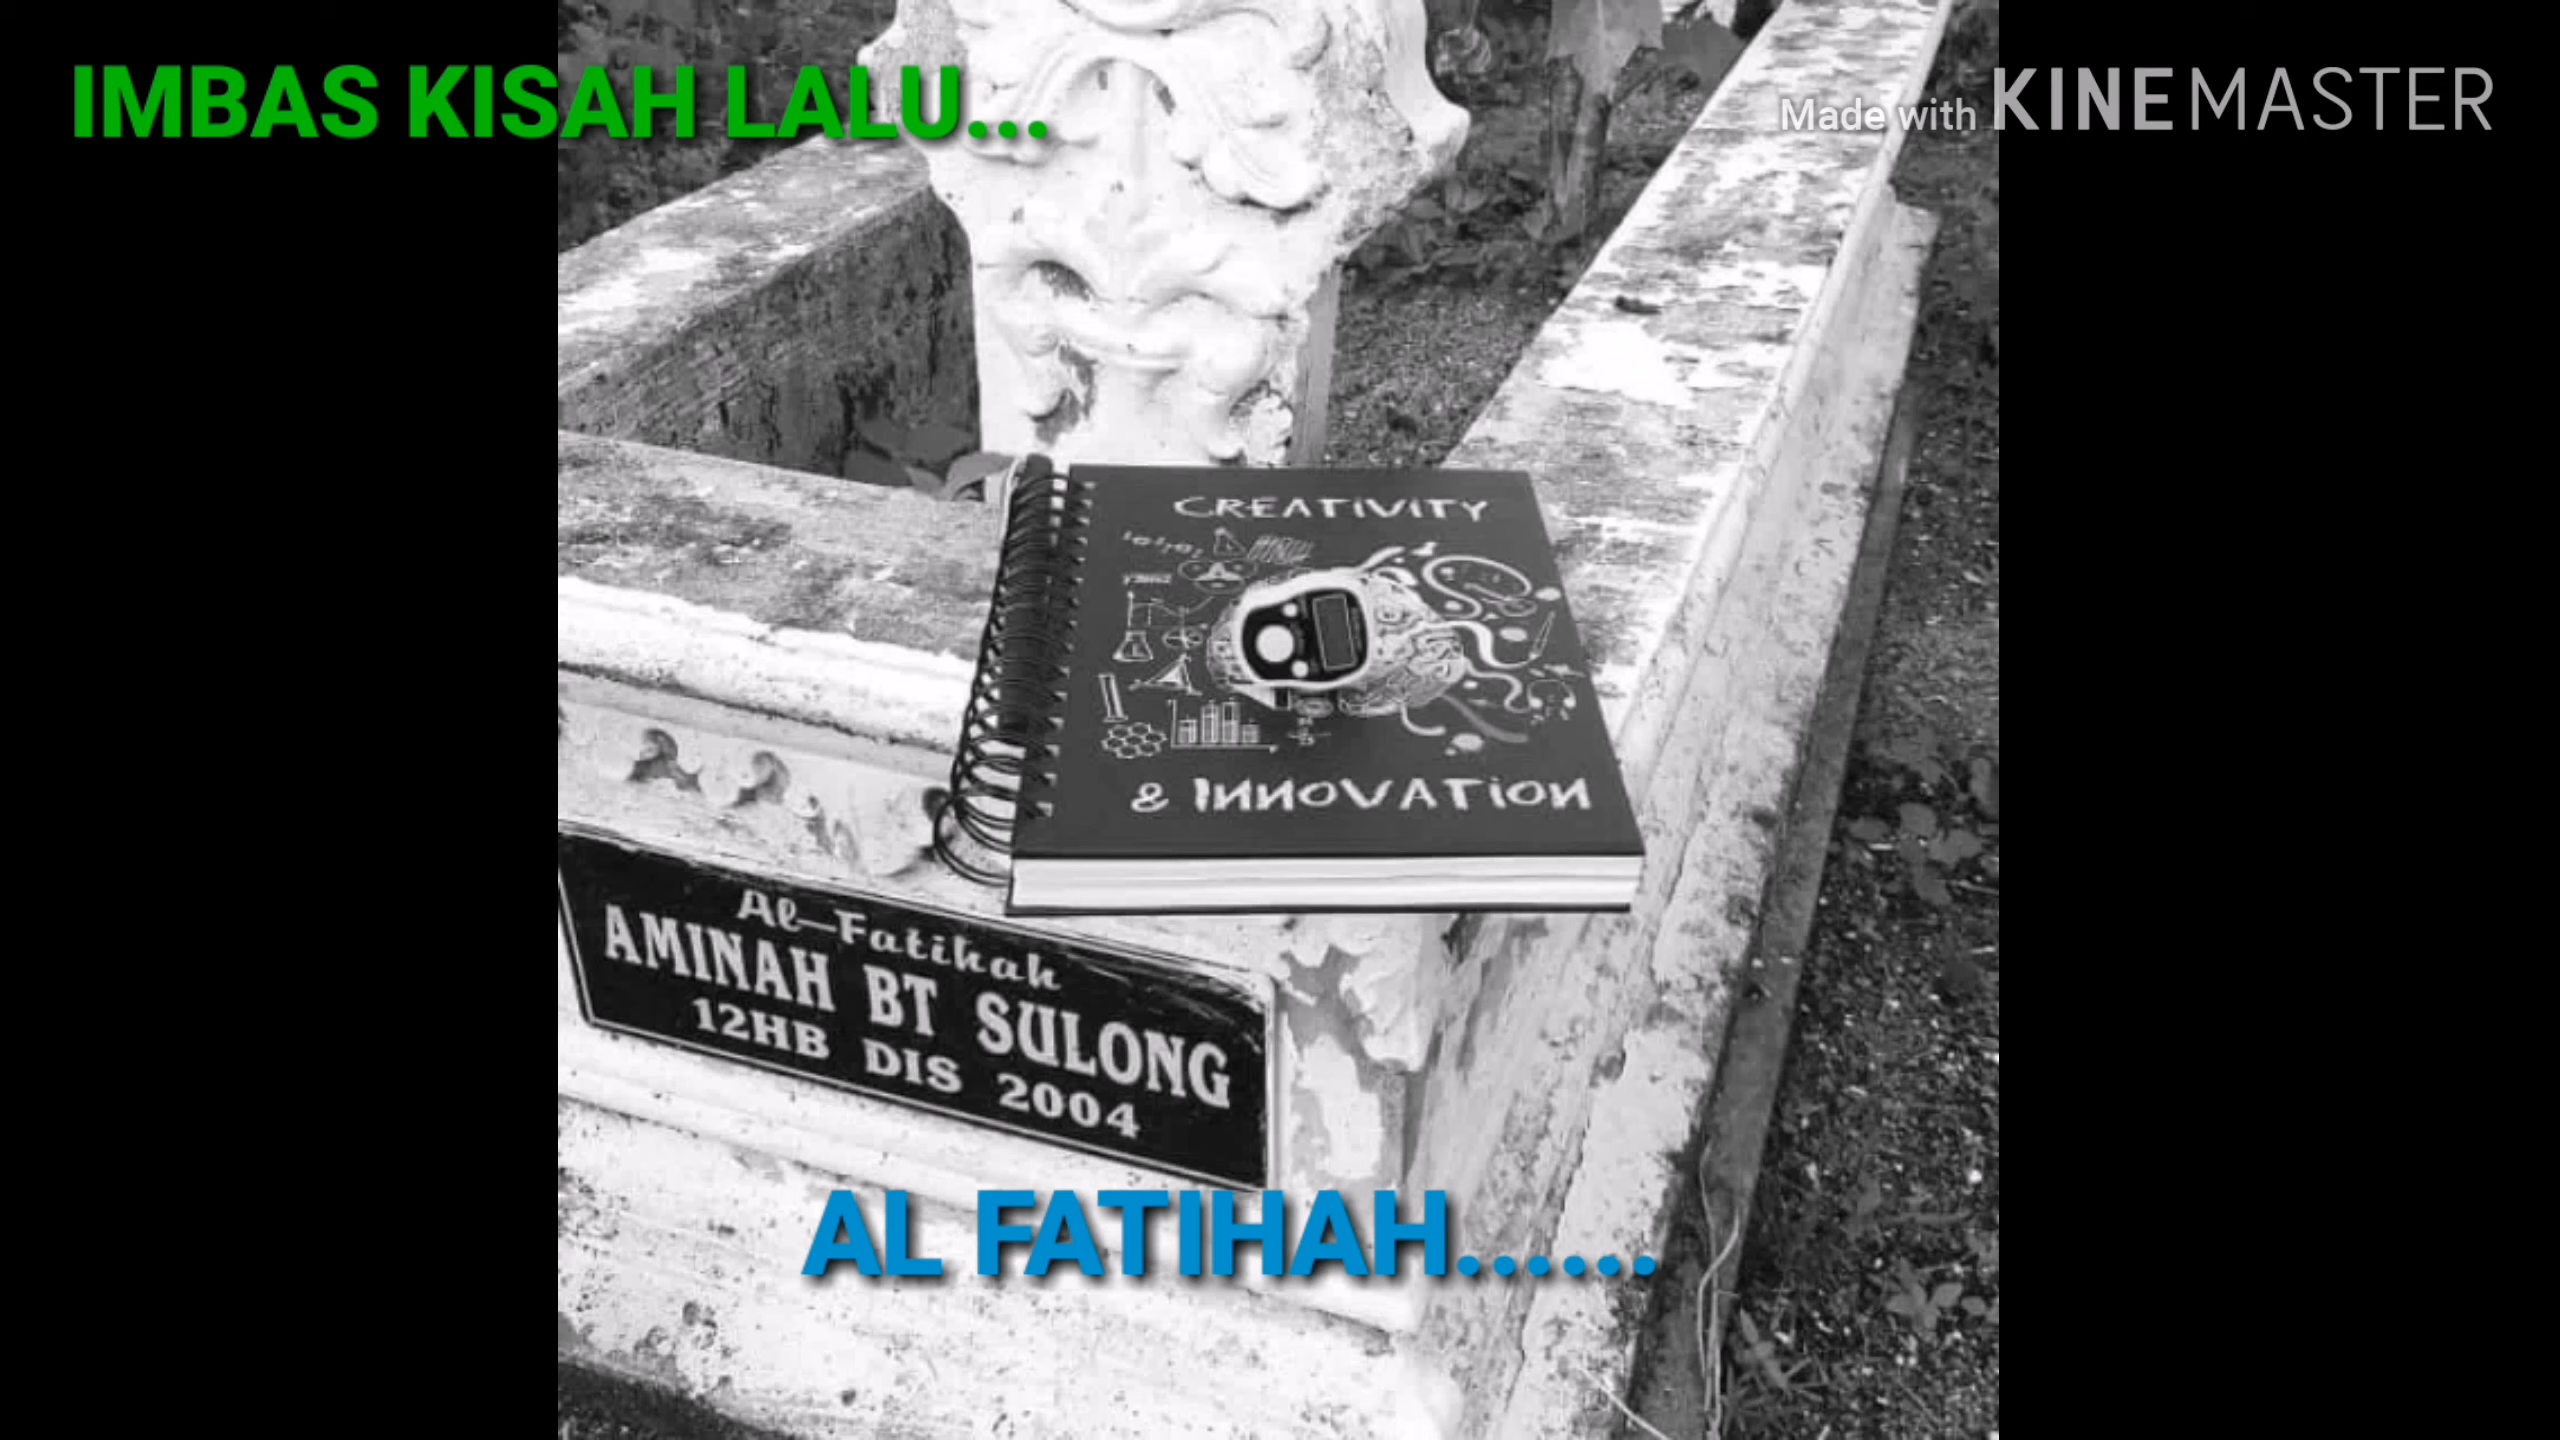 IMBAS KISAH LALU...
Made with KINEMASTER
CREATIVITY
& INNOVATION
Al-Fatihah
AMINAH BT SULONG
12HB DIS 2004
AL FATIHAH......